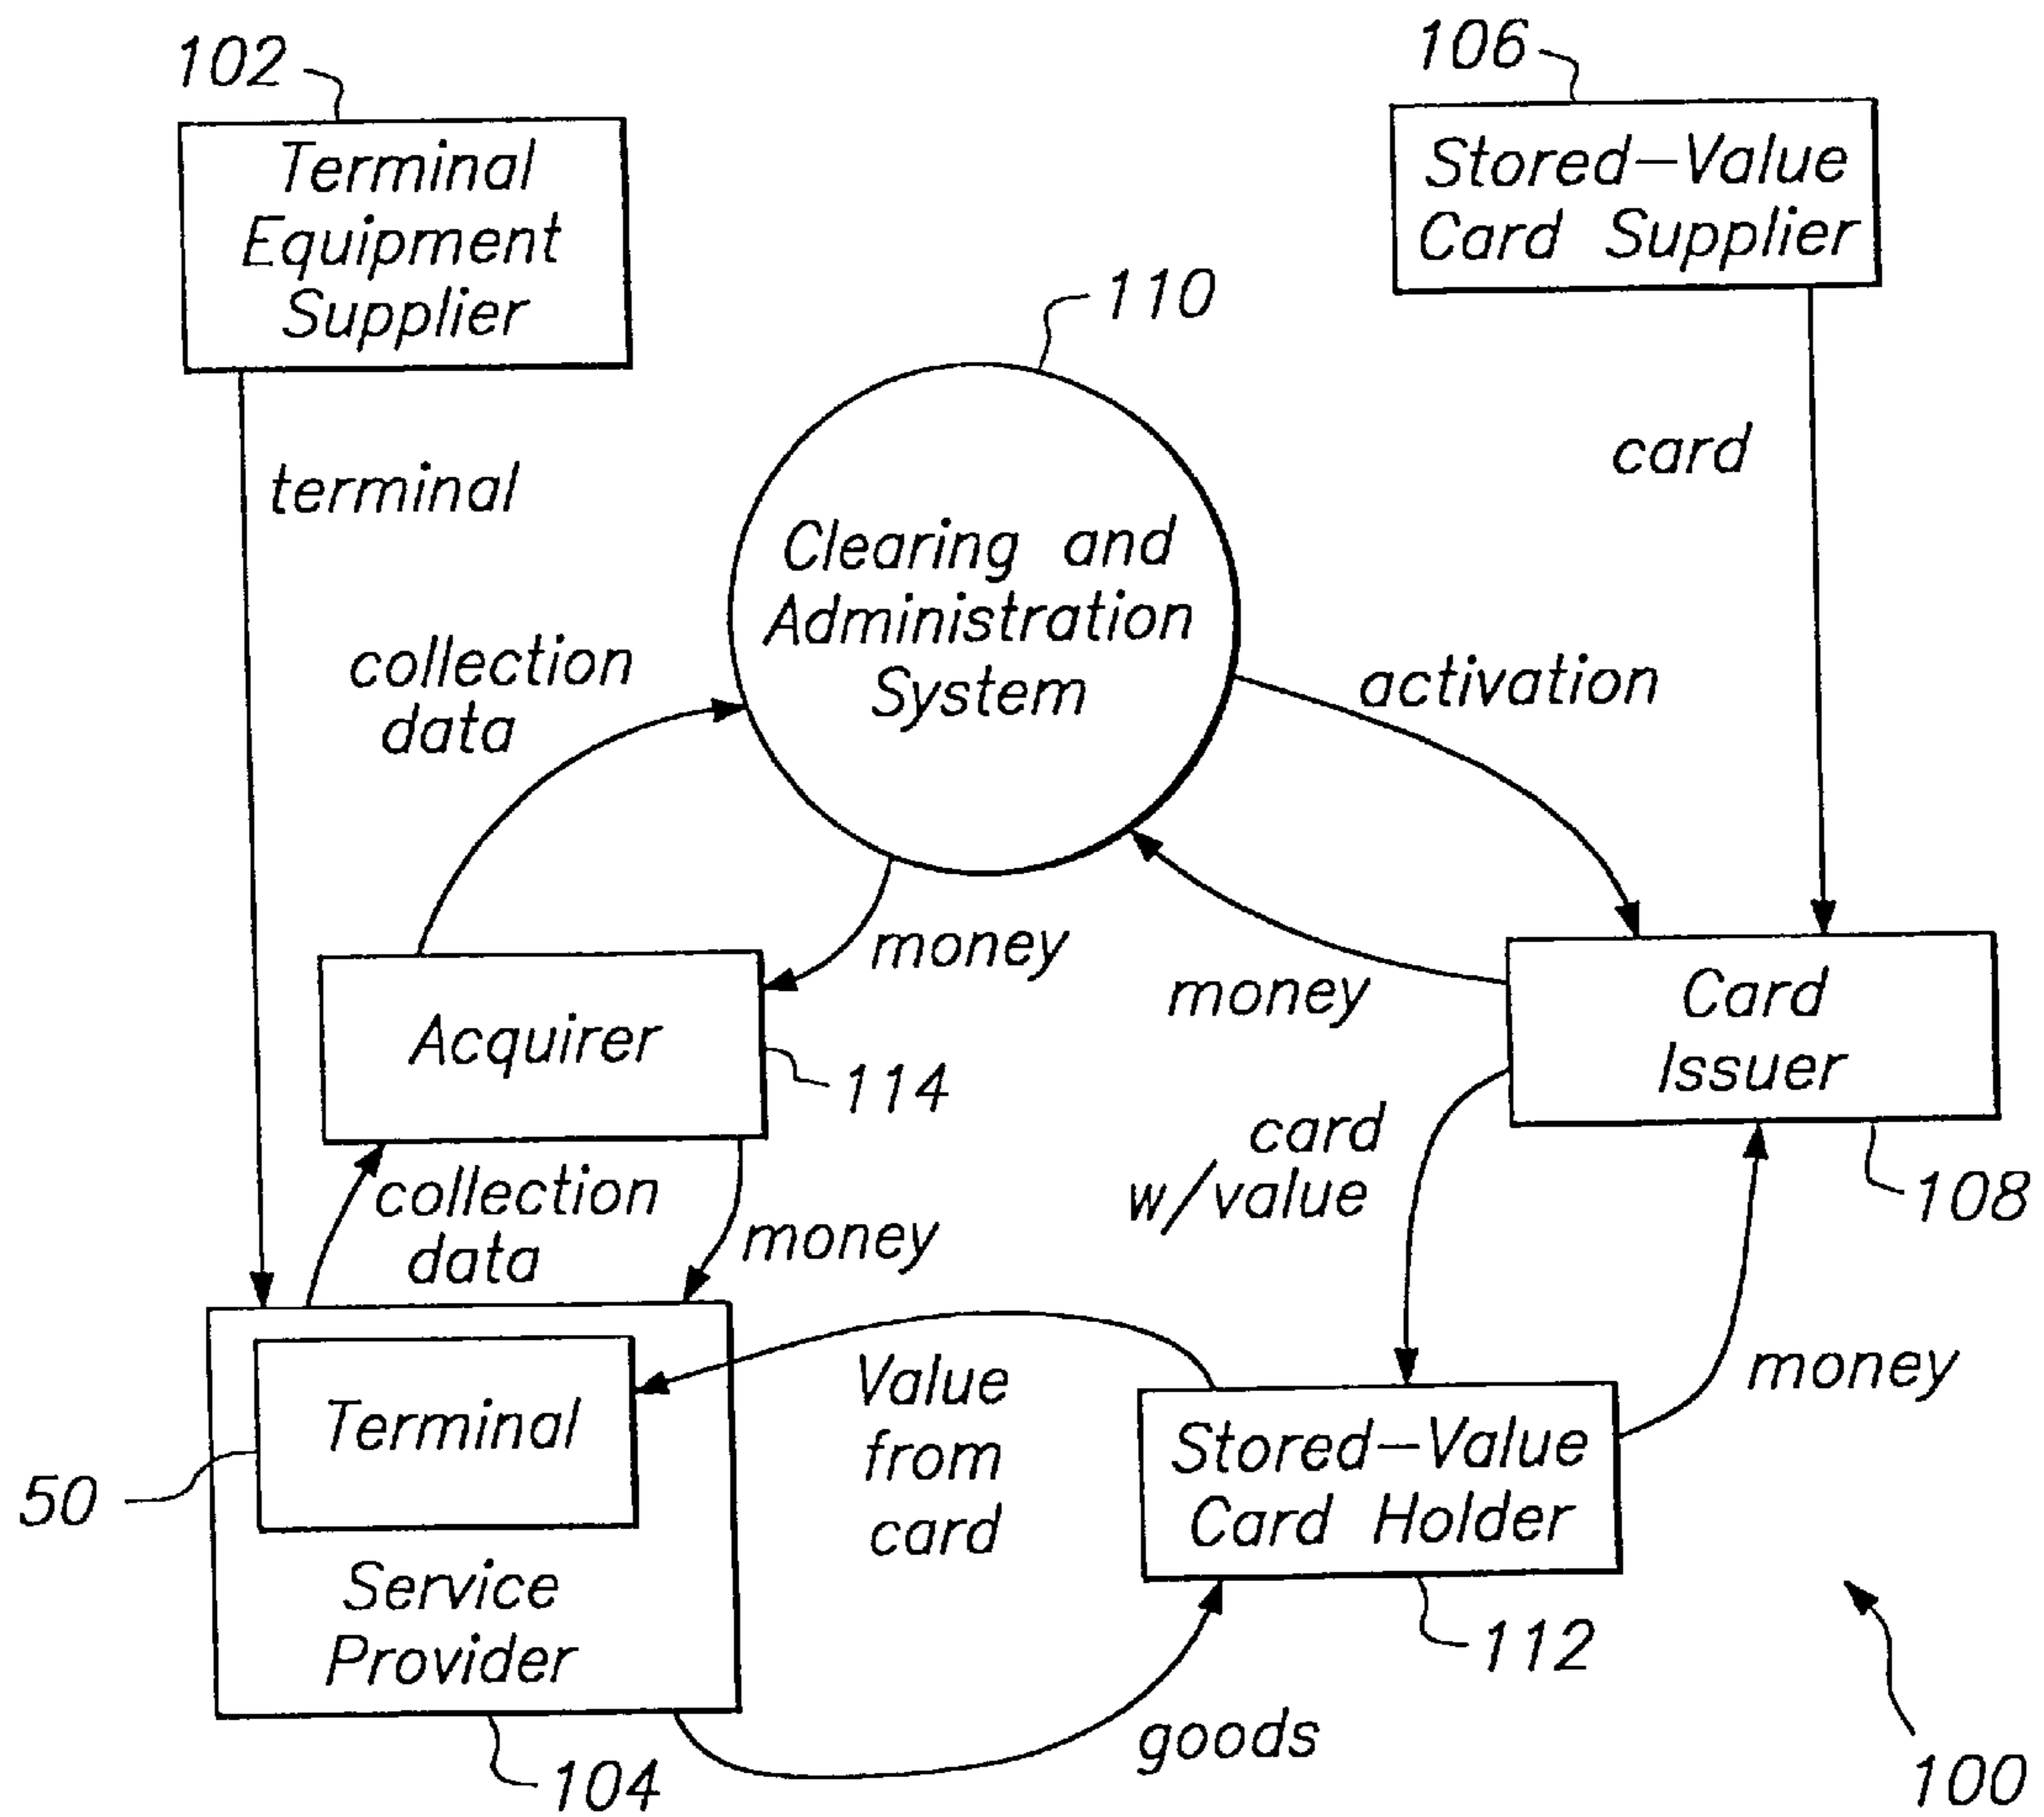 102
106
Terminal
Equipment
Supplier
Stored-Value
Card Supplier
110
terminal
card
Clearing and
Administration
System
collection
data
activation
money
money
Acquirer
114
Card
Issuer
card
w/value
108
collection
data
money
money
Terminal
50
Service
Provider
104
Value
from
card
Stored-Value
Card Holder
112
goods
100